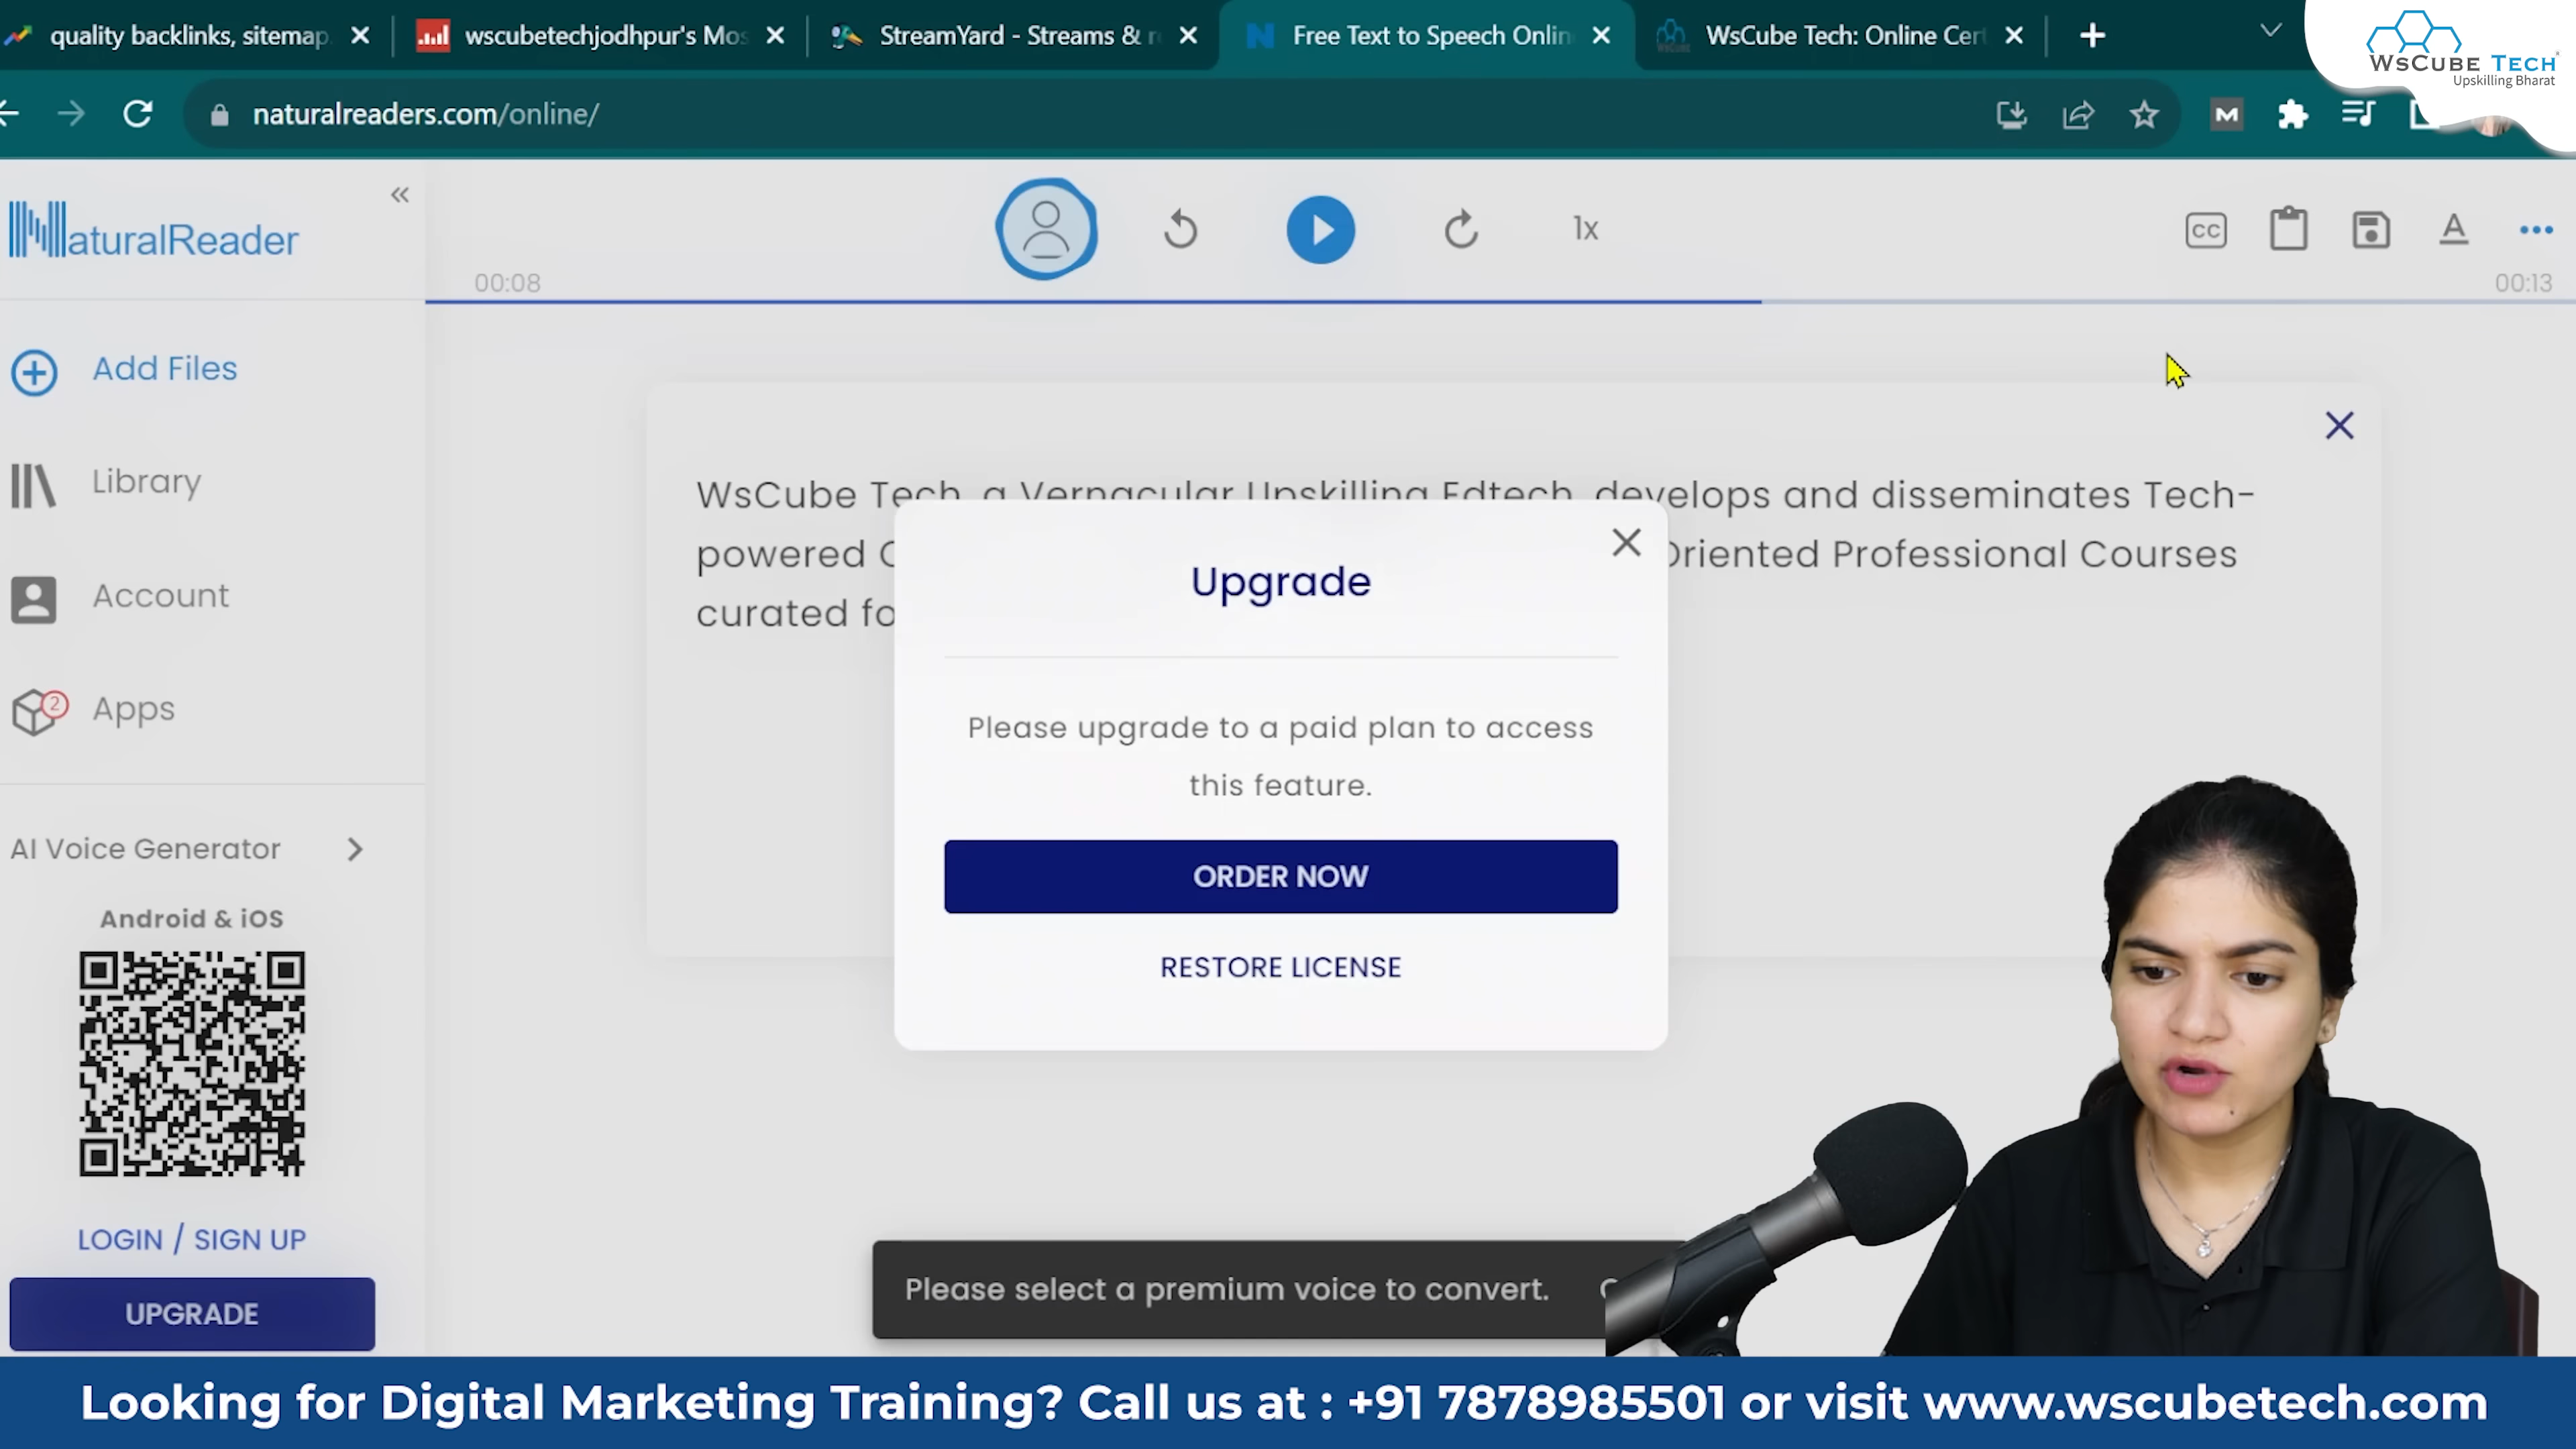 quality backlinks, sitemap
wscubetechjodhpur's Mos
StreamYard - Streams & r
Free Text to Speech Onlin
WsCube Tech: Online Cert
WSCUBE TECH
Upskilling Bharat
naturalreaders.com/online/
NaturalReader
1x
CC
A
00:08
00:13
Add Files
Library
Account
2
Apps
AI Voice Generator
Android & iOS
LOGIN / SIGN UP
UPGRADE
WsCube Tech, a Vernacular Upskilling Edtech, develops and disseminates Tech-
powered Oriented Professional Courses
curated fo
Upgrade
Please upgrade to a paid plan to access
this feature.
ORDER NOW
RESTORE LICENSE
Please select a premium voice to convert.
Looking for Digital Marketing Training? Call us at : +91 7878985501 or visit www.wscubetech.com